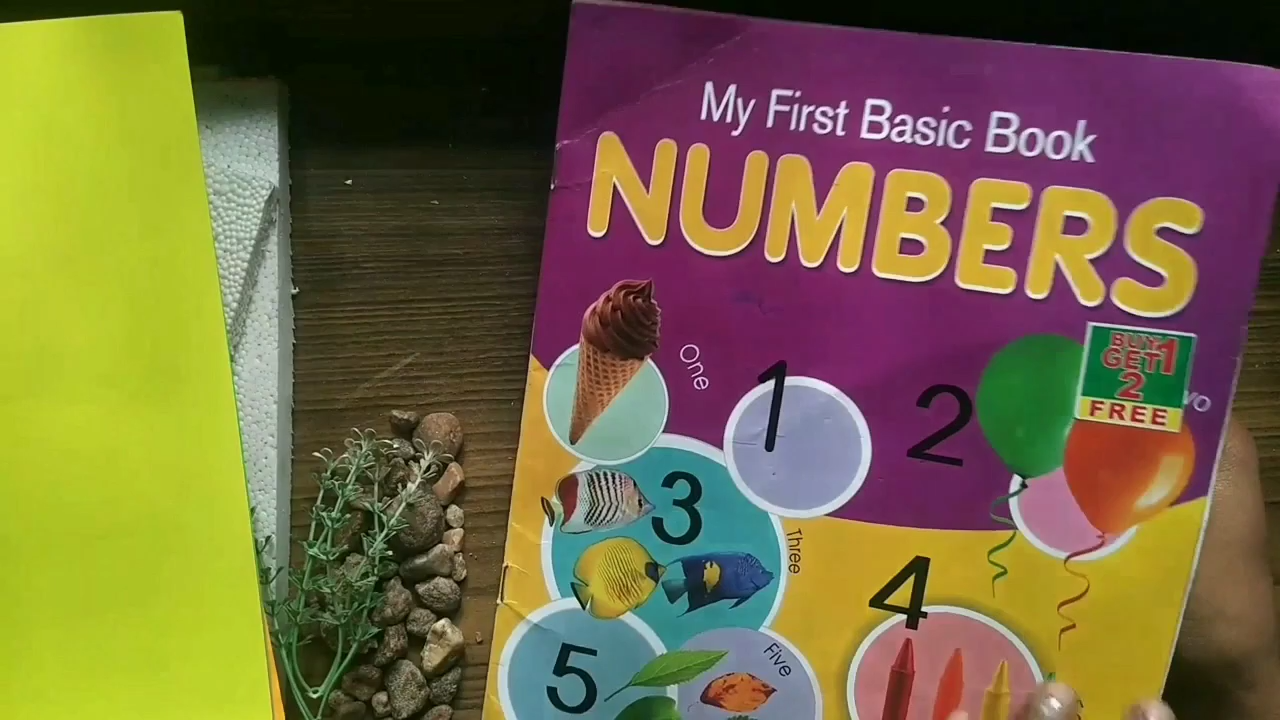 My First Basic Book
NUMBERS
One
1
2
BUY 1
GET
2
FREE
3
Three
4
5
Five